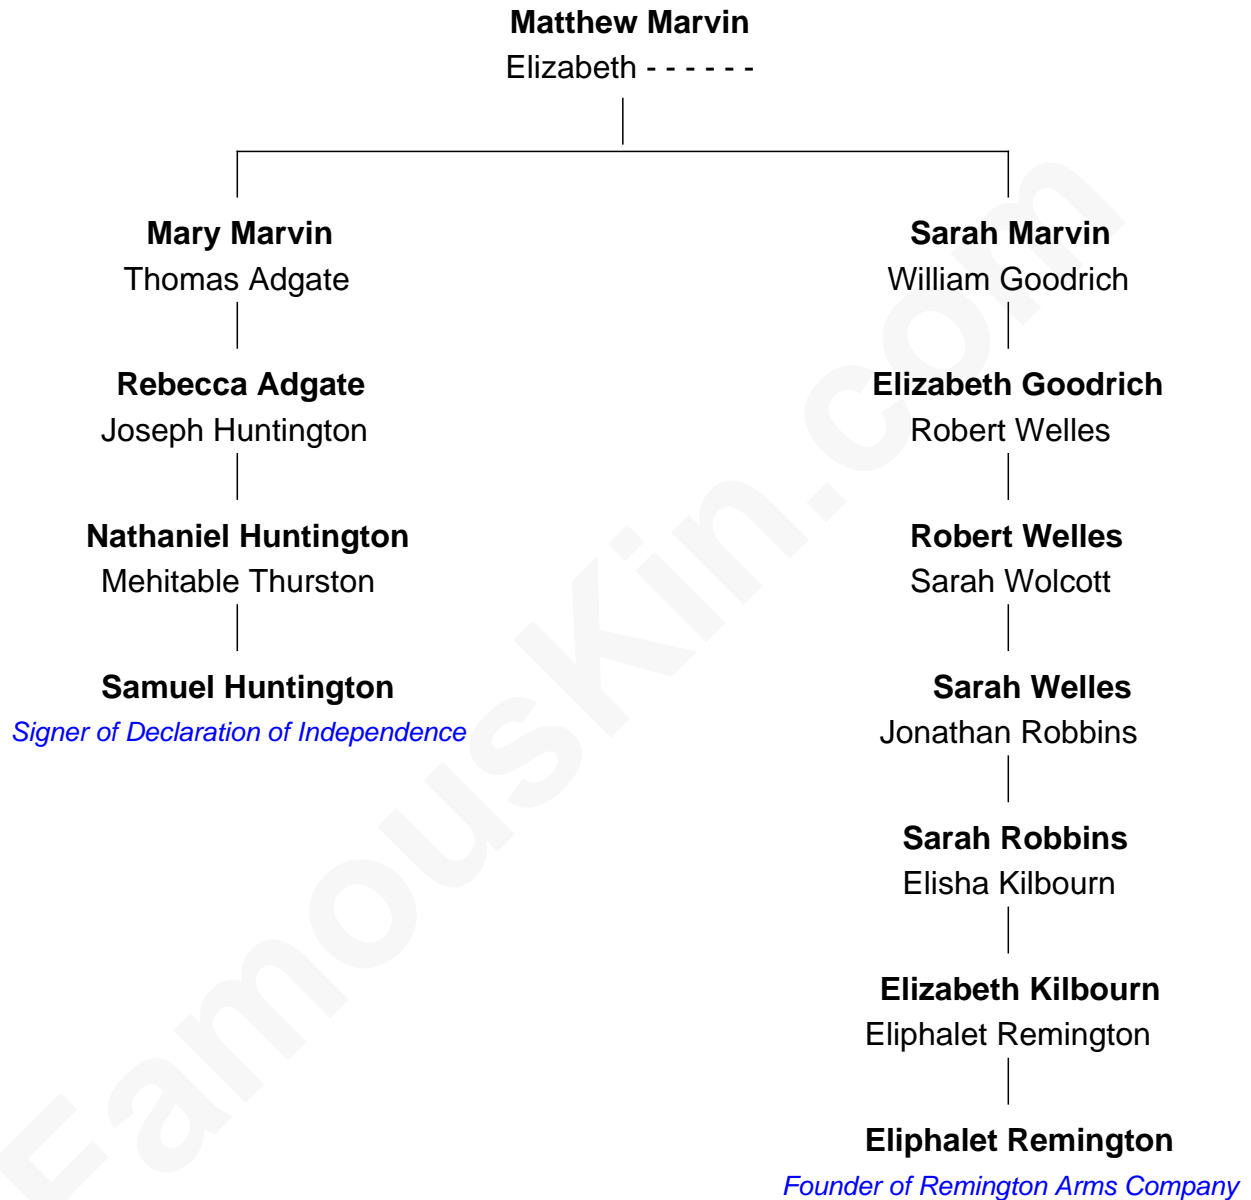 Matthew Marvin
Elizabeth - - - - - -
Mary Marvin
Thomas Adgate
Rebecca Adgate
Joseph Huntington
Nathaniel Huntington
Mehitable Thurston
Samuel Huntington
Signer of Declaration of Independence
Sarah Marvin
William Goodrich
Elizabeth Goodrich
Robert Welles
Robert Welles
Sarah Wolcott
Sarah Welles
Jonathan Robbins
Sarah Robbins
Elisha Kilbourn
Elizabeth Kilbourn
Eliphalet Remington
Eliphalet Remington
Founder of Remington Arms Company
FamousKin.com